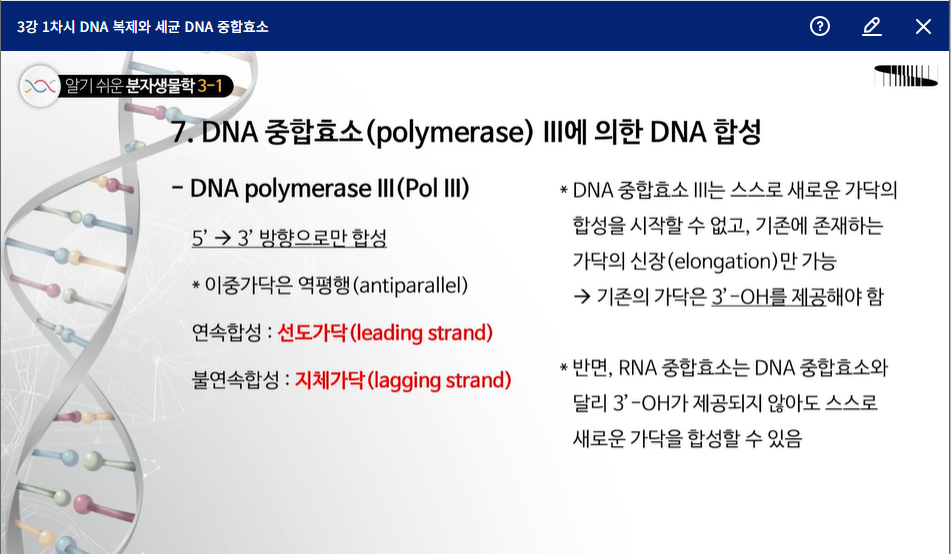 3강 1차시 DNA 복제와 세균 DNA 중합효소
알기 쉬운 분자생물학 3-1
7. DNA 중합효소(polymerase) III에 의한 DNA 합성
- DNA polymerase III(Pol III)
5’ → 3’ 방향으로만 합성
* 이중가닥은 역평행(antiparallel)
연속합성 : 선도가닥(leading strand)
불연속합성 : 지체가닥(lagging strand)
* DNA 중합효소 III는 스스로 새로운 가닥의
합성을 시작할 수 없고, 기존에 존재하는
가닥의 신장(elongation)만 가능
→ 기존의 가닥은 3’-OH를 제공해야 함
* 반면, RNA 중합효소는 DNA 중합효소와
달리 3’-OH가 제공되지 않아도 스스로
새로운 가닥을 합성할 수 있음